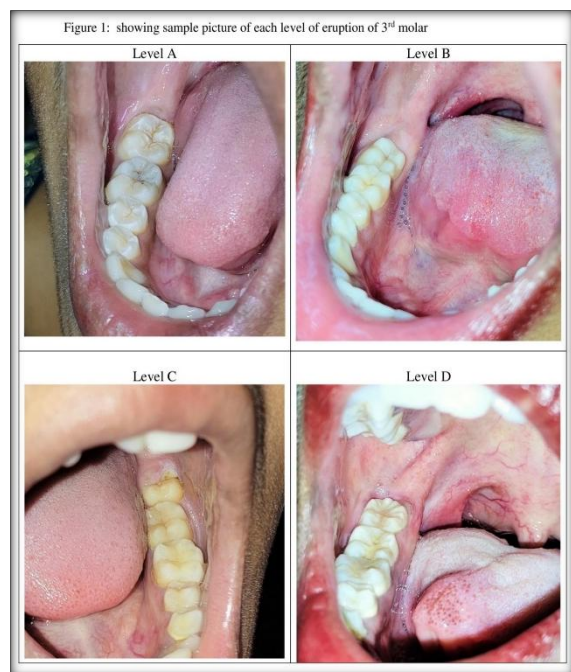 Figure 1: showing sample picture of each level of eruption of 3rd molar
Level A
Level B
Level C
Level D